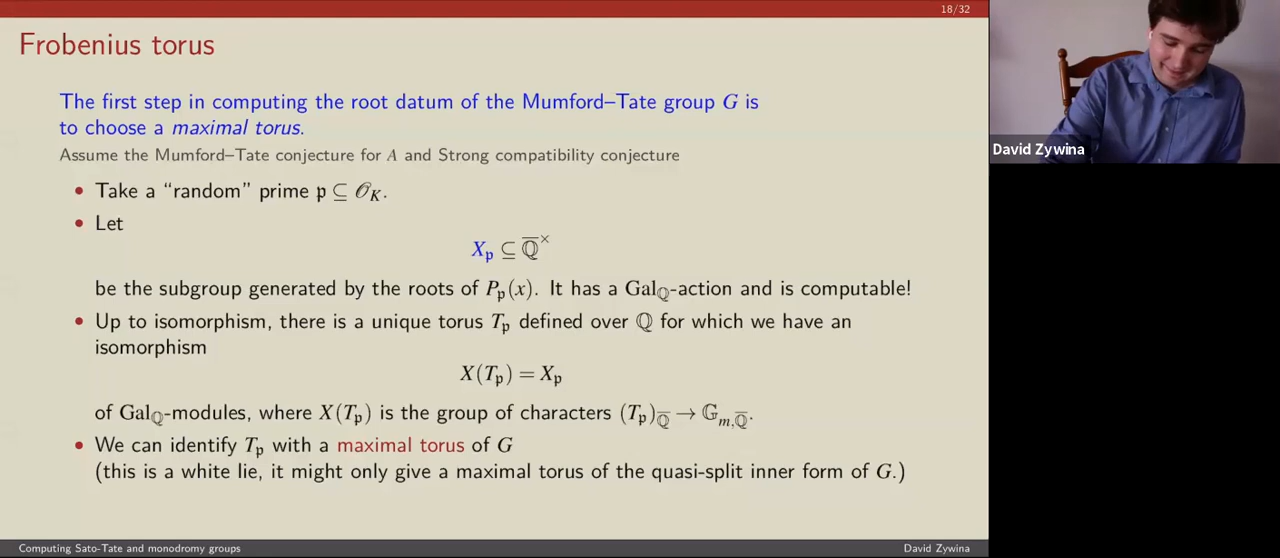 18/32
Frobenius torus
The first step in computing the root datum of the Mumford–Tate group G is
to choose a maximal torus.
Assume the Mumford–Tate conjecture for A and Strong compatibility conjecture
• Take a “random” prime 𝔭 ⊆ 𝒪_K.
• Let
X_𝔭 ⊆ ℚ̅^×
be the subgroup generated by the roots of P_𝔭(x). It has a Gal_ℚ-action and is computable!
• Up to isomorphism, there is a unique torus T_𝔭 defined over ℚ for which we have an
isomorphism
X(T_𝔭) = X_𝔭
of Gal_ℚ-modules, where X(T_𝔭) is the group of characters (T_𝔭)_ℚ̅ → 𝔾_{m,ℚ̅}.
• We can identify T_𝔭 with a maximal torus of G
(this is a white lie, it might only give a maximal torus of the quasi-split inner form of G.)
Computing Sato-Tate and monodromy groups
David Zywina
David Zywina